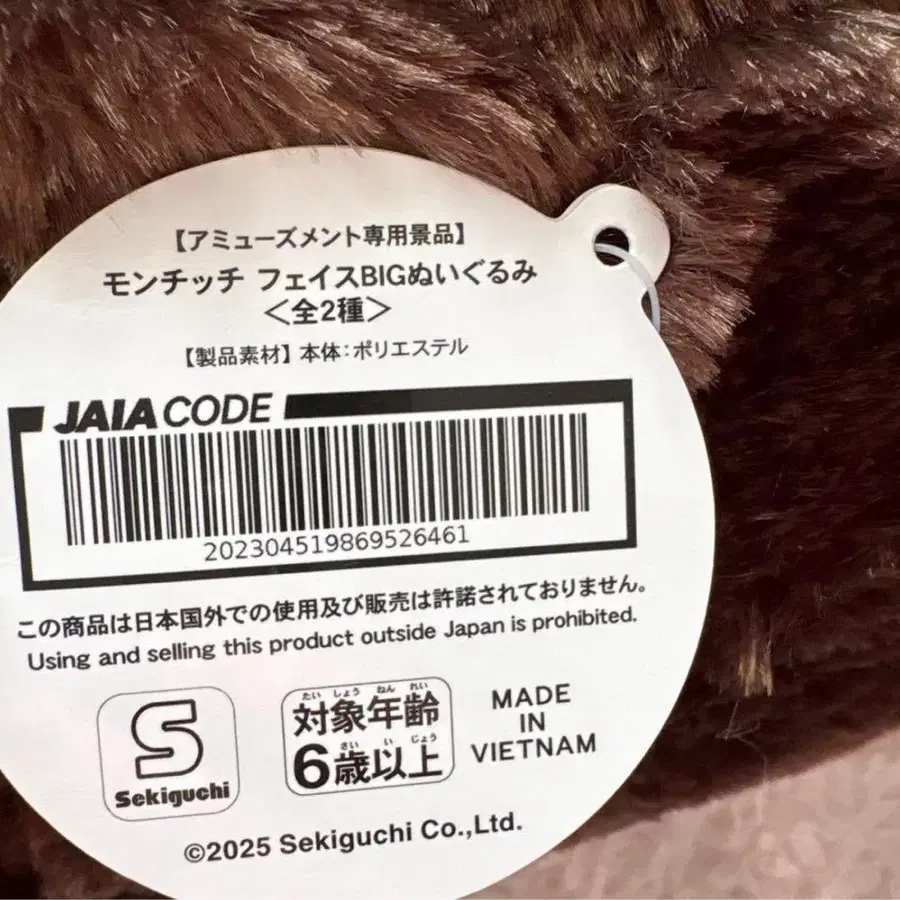 【アミューズメント専用景品】
モンチッチ フェイスBIGぬいぐるみ
＜全2種＞
【製品素材】本体：ポリエステル
JAIA CODE
202304519869526461
この商品は日本国外での使用及び販売は許諾されておりません。
Using and selling this product outside Japan is prohibited.
S
Sekiguchi
たい しょう ねん れい
対象年齢
さい い じょう
6歳以上
MADE
IN
VIETNAM
©2025 Sekiguchi Co.,Ltd.